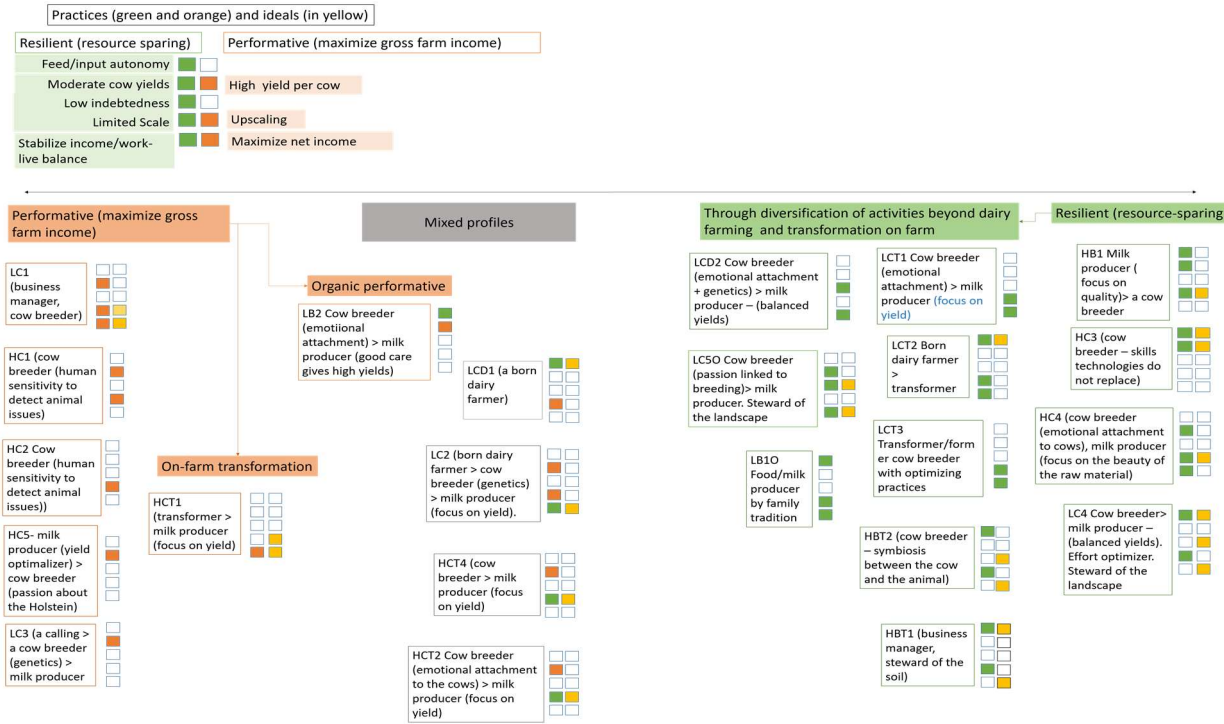 Practices (green and orange) and ideals (in yellow)
Resilient (resource sparing)
Performative (maximize gross farm income)
Feed/input autonomy
Moderate cow yields
High yield per cow
Low indebtedness
Limited Scale
Upscaling
Stabilize income/work-
live balance
Maximize net income
Performative (maximize gross
farm income)
Mixed profiles
Through diversification of activities beyond dairy
farming and transformation on farm
Resilient (resource-sparing
LC1
(business
manager,
cow breeder)
HC1 (cow
breeder (human
sensitivity to
detect animal
issues)
HC2 Cow
breeder (human
sensitivity to
detect animal
issues))
HC5- milk
producer (yield
optimalizer) >
cow breeder
(passion about
the Holstein)
LC3 (a calling >
a cow breeder
(genetics) >
milk producer
On-farm transformation
HCT1
(transformer >
milk producer
(focus on yield)
Organic performative
LB2 Cow breeder
(emotiional
attachment) > milk
producer (good care
gives high yields)
LCD1 (a born
dairy
farmer)
LC2 (born dairy
farmer > cow
breeder (genetics)
> milk producer
(focus on yield).
HCT4 (cow
breeder > milk
producer (focus
on yield)
HCT2 Cow breeder
(emotional attachment
to the cows) > milk
producer (focus on
yield)
LCD2 Cow breeder
(emotional attachment
+ genetics) > milk
producer – (balanced
yields)
LC5O Cow breeder
(passion linked to
breeding)> milk
producer. Steward of
the landscape
LB1O
Food/milk
producer
by family
tradition
LCT1 Cow breeder
(emotional
attachment) > milk
producer (focus on
yield)
LCT2 Born
dairy farmer
>
transformer
LCT3
Transformer/form
er cow breeder
with optimizing
practices
HBT2 (cow breeder
– symbiosis
between the cow
and the animal)
HBT1 (business
manager,
steward of the
soil)
HB1 Milk
producer (
focus on
quality)> a cow
breeder
HC3 (cow
breeder – skills
technologies do
not replace)
HC4 (cow breeder
(emotional attachment
to cows), milk producer
(focus on the beauty of
the raw material)
LC4 Cow breeder>
milk producer –
(balanced yields).
Effort optimizer.
Steward of the
landscape